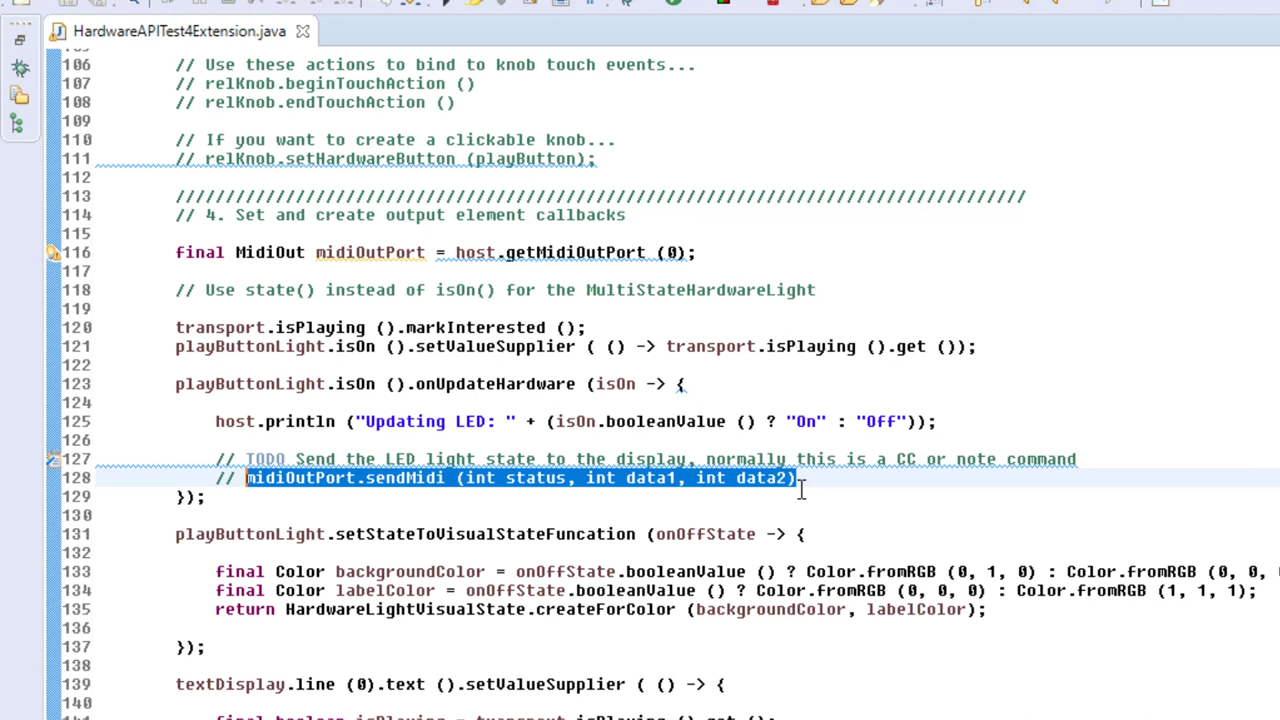 HardwareAPITest4Extension.java
106 // Use these actions to bind to knob touch events...
107 // relKnob.beginTouchAction ()
108 // relKnob.endTouchAction ()
109
110 // If you want to create a clickable knob...
111 // relKnob.setHardwareButton (playButton);
112
113 /////////////////////////////////////////////////////////////////////////////////////
114 // 4. Set and create output element callbacks
115
116 final MidiOut midiOutPort = host.getMidiOutPort (0);
117
118 // Use state() instead of isOn() for the MultiStateHardwareLight
119
120 transport.isPlaying ().markInterested ();
121 playButtonLight.isOn ().setValueSupplier ( () -> transport.isPlaying ().get ());
122
123 playButtonLight.isOn ().onUpdateHardware (isOn -> {
124
125 host.println ("Updating LED: " + (isOn.booleanValue () ? "On" : "Off"));
126
127 // TODO Send the LED light state to the display, normally this is a CC or note command
128 // midiOutPort.sendMidi (int status, int data1, int data2)
129 });
130
131 playButtonLight.setStateToVisualStateFuncation (onOffState -> {
132
133 final Color backgroundColor = onOffState.booleanValue () ? Color.fromRGB (0, 1, 0) : Color.fromRGB (0, 0,
134 final Color labelColor = onOffState.booleanValue () ? Color.fromRGB (0, 0, 0) : Color.fromRGB (1, 1, 1);
135 return HardwareLightVisualState.createForColor (backgroundColor, labelColor);
136
137 });
138
139 textDisplay.line (0).text ().setValueSupplier ( () -> {
140